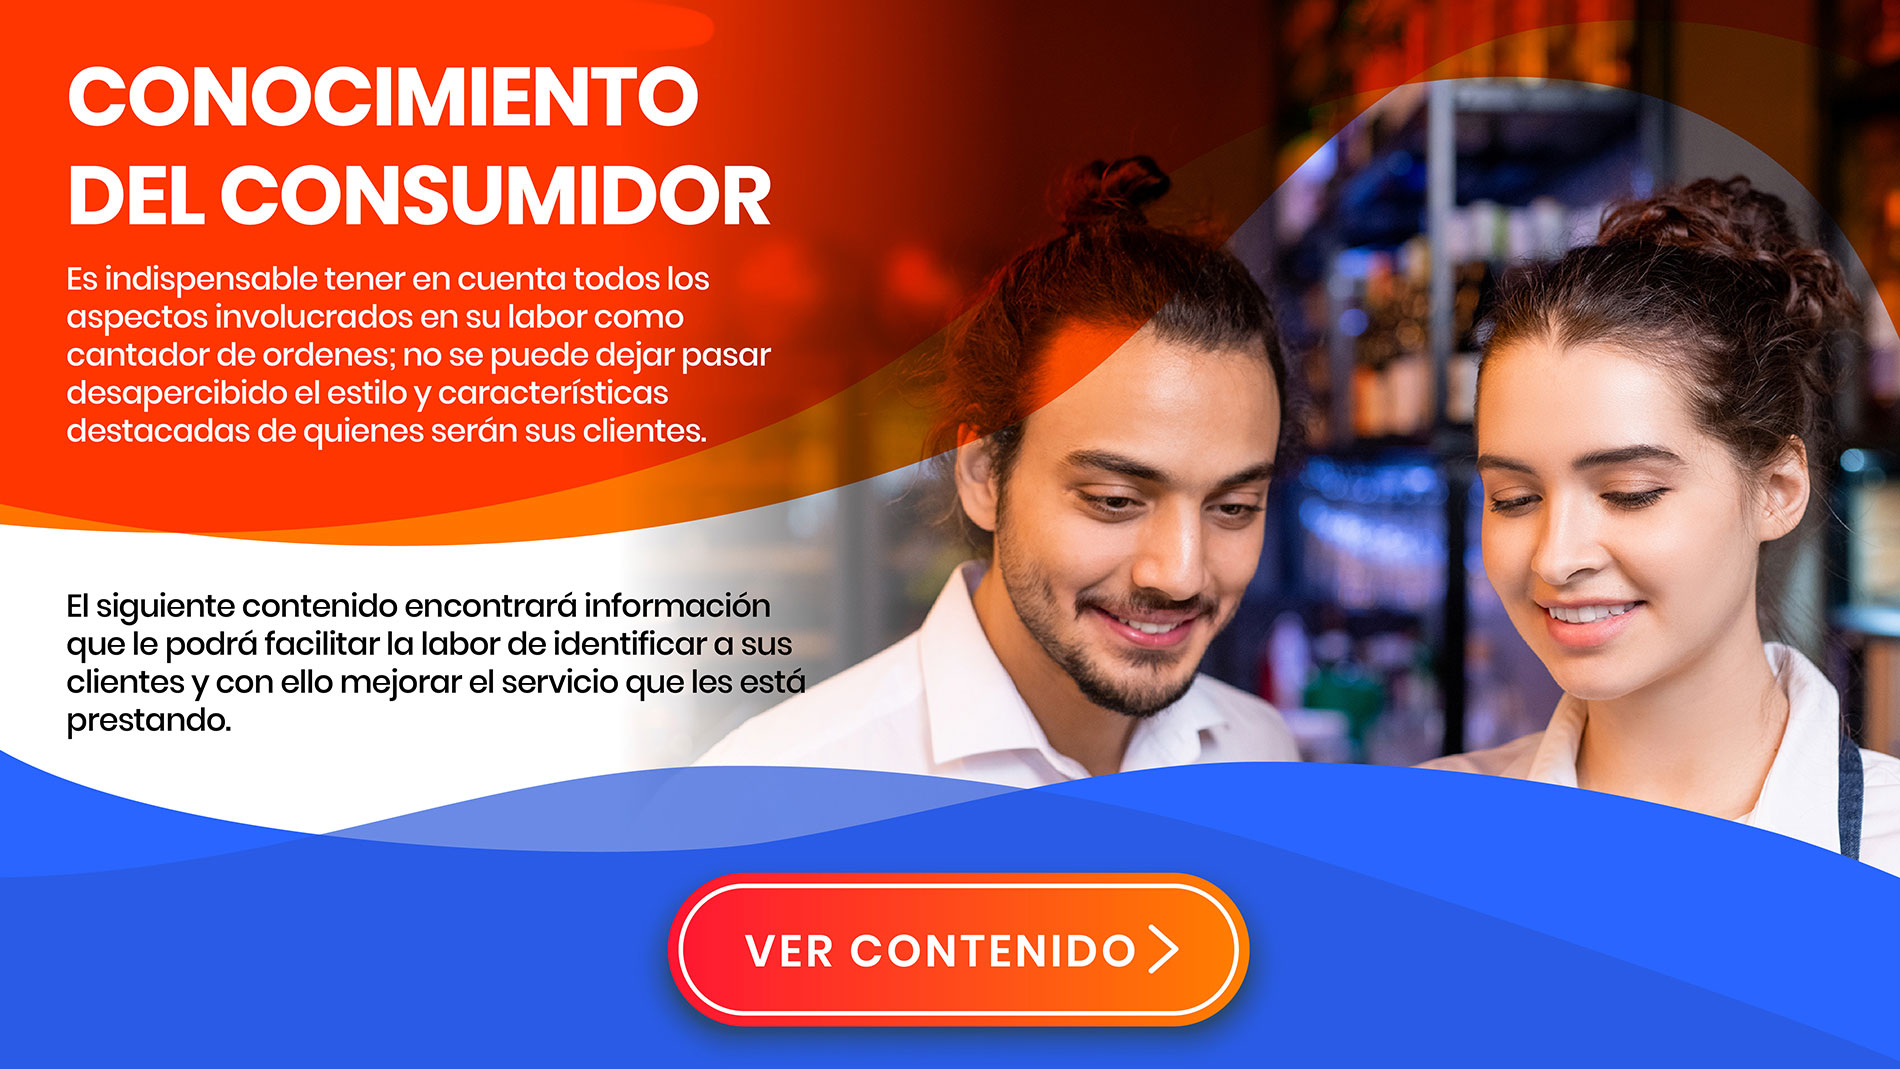 CONOCIMIENTO
DEL CONSUMIDOR
Es indispensable tener en cuenta todos los
aspectos involucrados en su labor como
cantador de ordenes; no se puede dejar pasar
desapercibido el estilo y características
destacadas de quienes serán sus clientes.
El siguiente contenido encontrará información
que le podrá facilitar la labor de identificar a sus
clientes y con ello mejorar el servicio que les está
prestando.
VER CONTENIDO